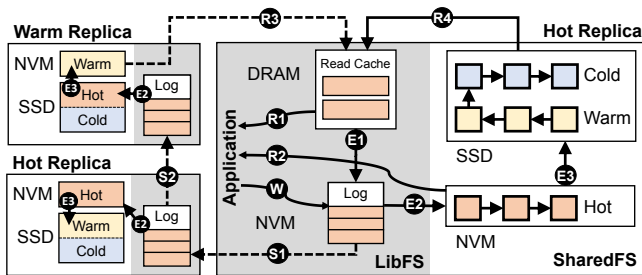 Warm Replica
NVM
Warm
E3
SSD
Hot
Cold
E2
Log
S2
Hot Replica
NVM
Hot
E3
SSD
Warm
Cold
E2
Log
S1
R3
R4
Hot Replica
DRAM
Read Cache
R1
R2
W
Application
E1
Log
NVM
E2
LibFS
Cold
Warm
SSD
E3
Hot
NVM
SharedFS